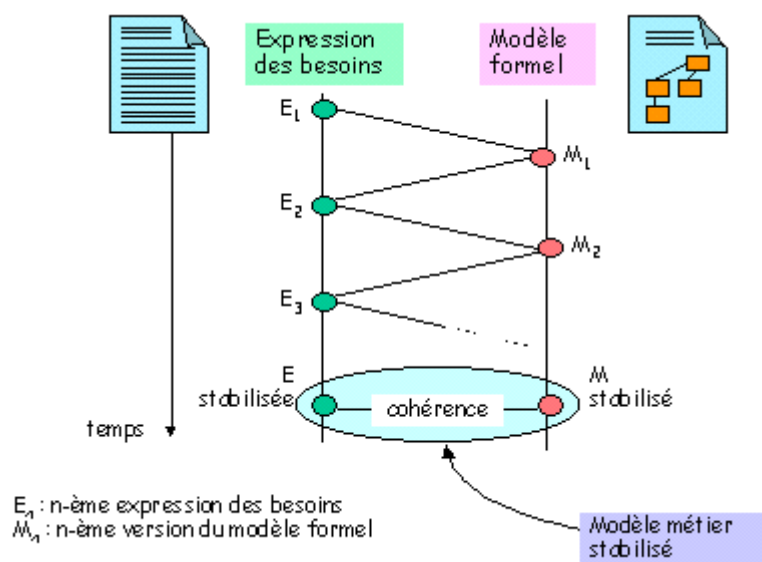 Expression
des besoins
Modèle
formel
E1
M1
E2
M2
E3
E
stabilisée
M
stabilisé
cohérence
temps
En : n-ème expression des besoins
Mn : n-ème version du modèle formel
Modèle métier
stabilisé